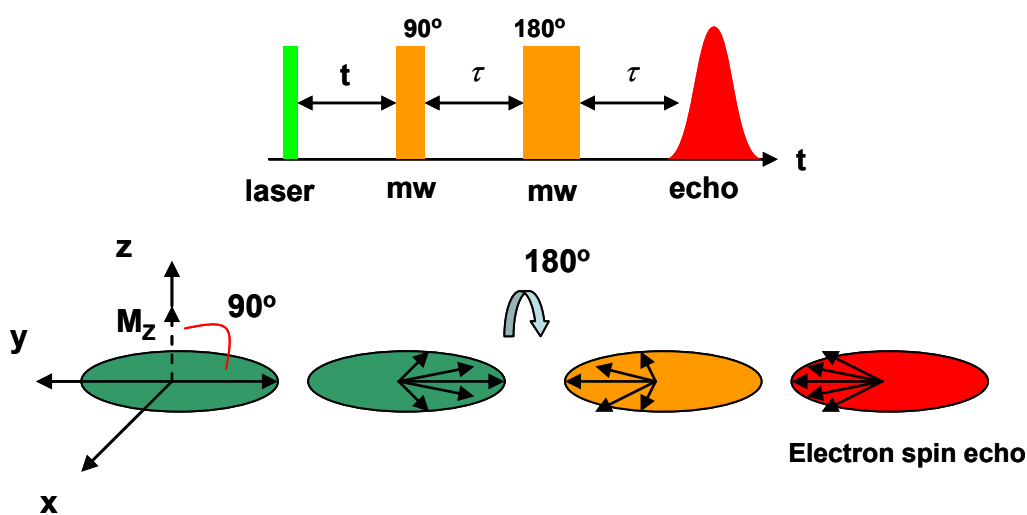 90º 180º
t τ τ
t
laser mw mw echo
z
180º
90º
Mz
y
x
Electron spin echo